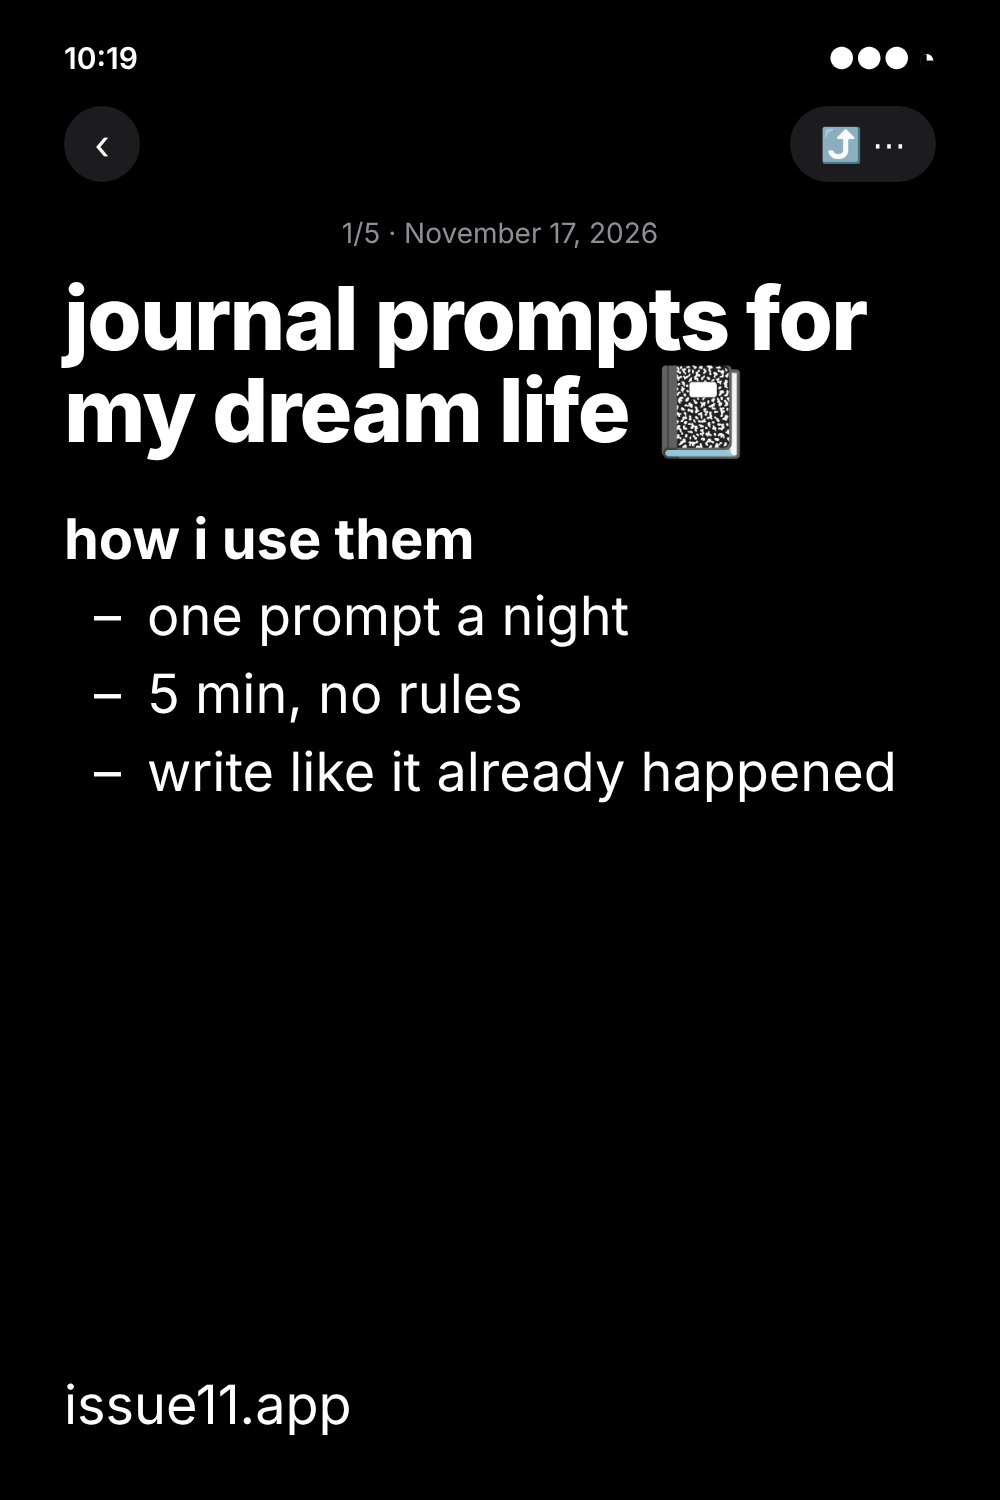 10:19
1/5 · November 17, 2026
journal prompts for
my dream life 📓
how i use them
– one prompt a night
– 5 min, no rules
– write like it already happened
issue11.app